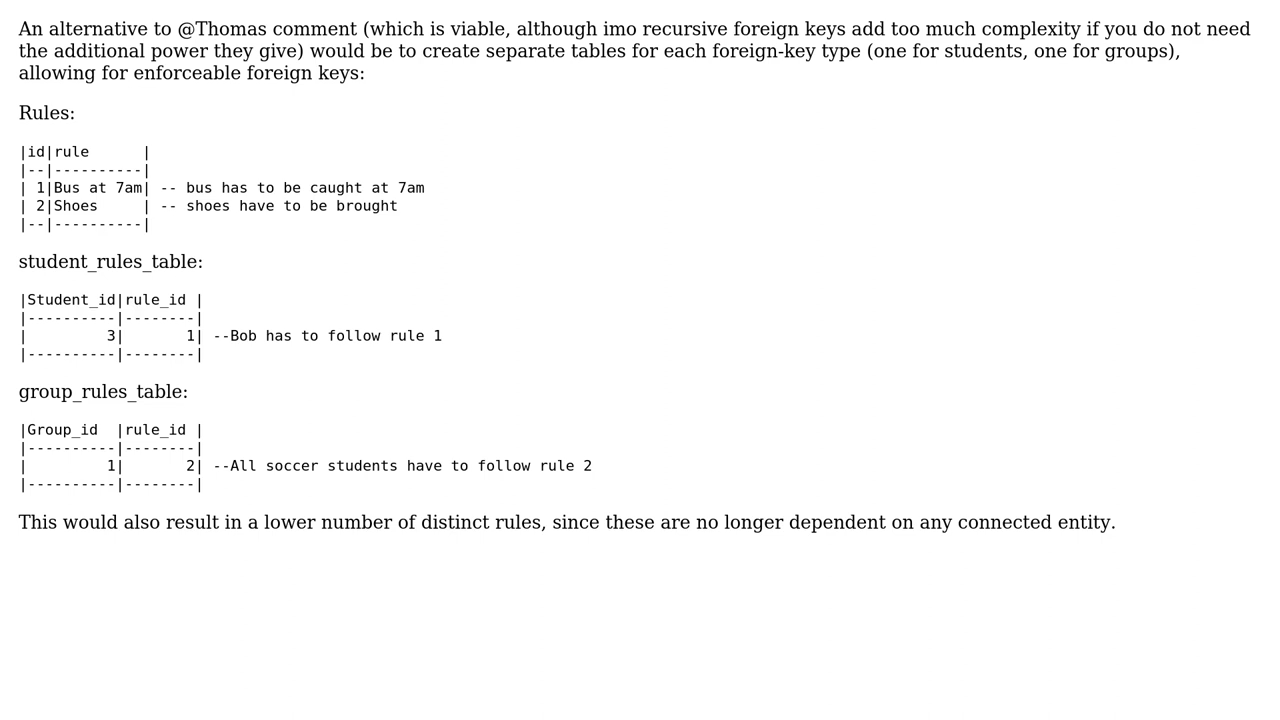 An alternative to @Thomas comment (which is viable, although imo recursive foreign keys add too much complexity if you do not need
the additional power they give) would be to create separate tables for each foreign-key type (one for students, one for groups),
allowing for enforceable foreign keys:
Rules:
|id|rule      |
|--|----------|
| 1|Bus at 7am| -- bus has to be caught at 7am
| 2|Shoes     | -- shoes have to be brought
|--|----------|
student_rules_table:
|Student_id|rule_id |
|----------|--------|
|         3|       1| --Bob has to follow rule 1
|----------|--------|
group_rules_table:
|Group_id  |rule_id |
|----------|--------|
|         1|       2| --All soccer students have to follow rule 2
|----------|--------|
This would also result in a lower number of distinct rules, since these are no longer dependent on any connected entity.